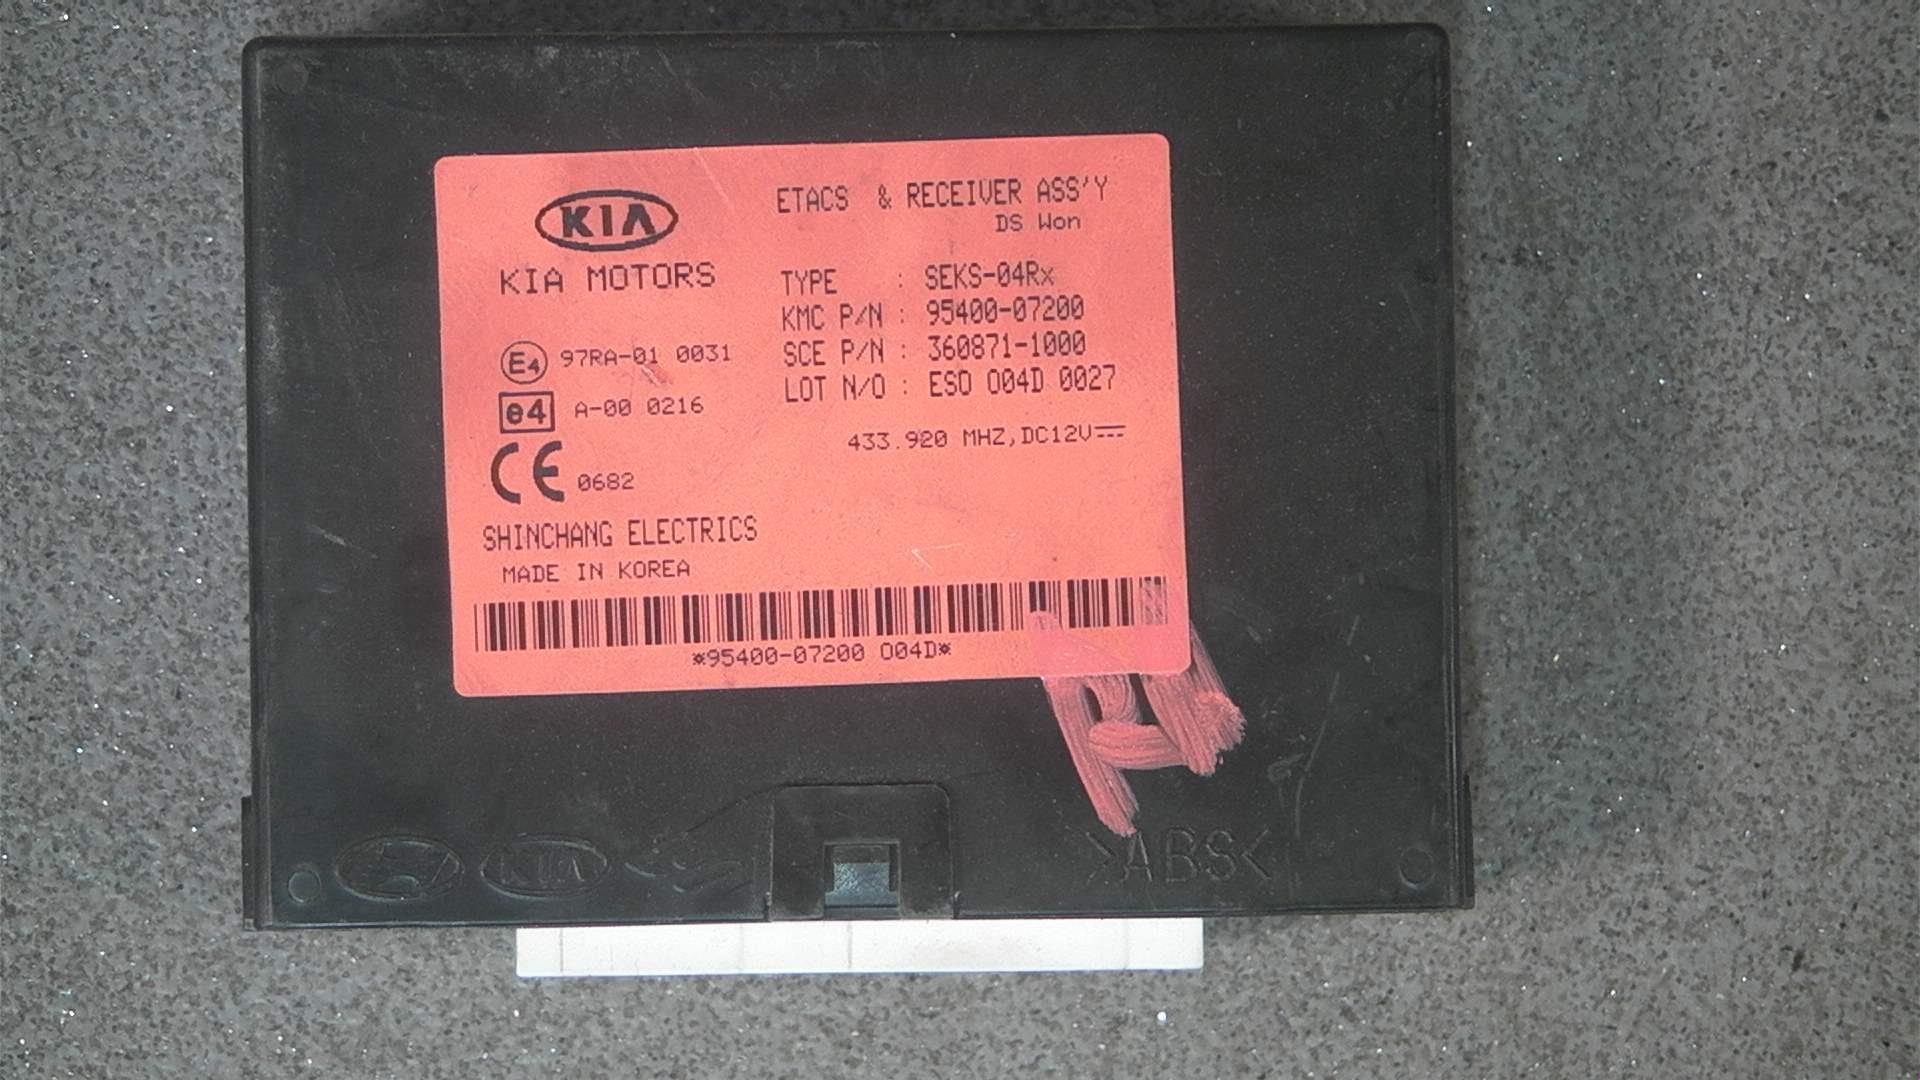 KIA
KIA MOTORS
ETACS & RECEIVER ASS'Y
DS Won
TYPE : SEKS-04Rx
KMC P/N : 95400-07200
SCE P/N : 360871-1000
LOT N/O : ESO O04D 0027
433.920 MHZ,DC12V
E4 97RA-01 0031
e4 A-00 0216
CE 0682
SHINCHANG ELECTRICS
MADE IN KOREA
*95400-07200 O04D*
KIA
>ABS<